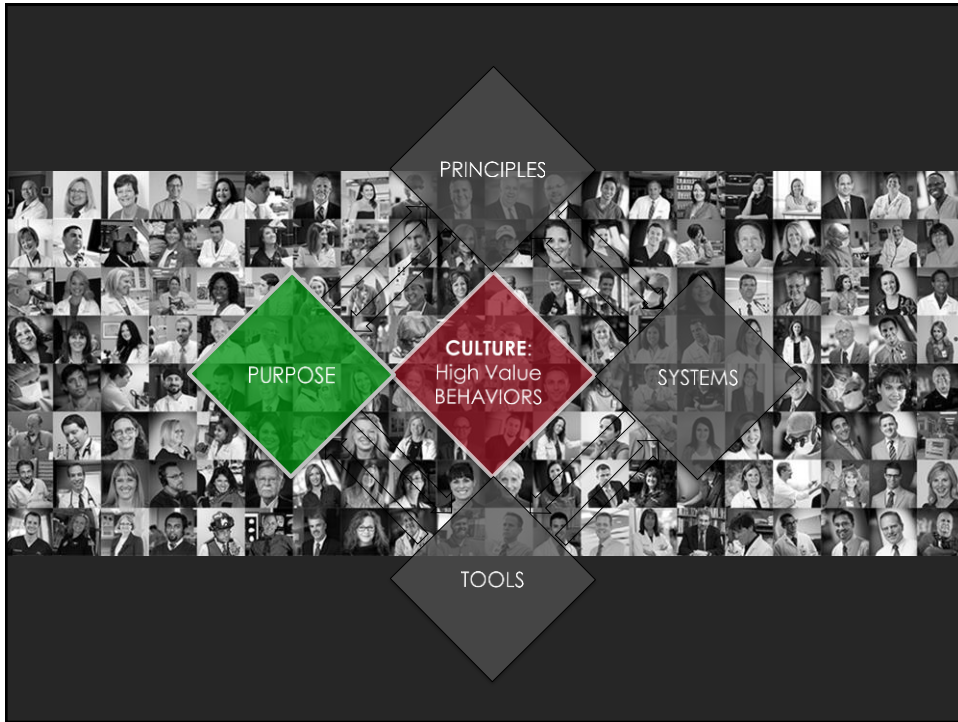 PRINCIPLES
PURPOSE
CULTURE:
High Value
BEHAVIORS
SYSTEMS
TOOLS